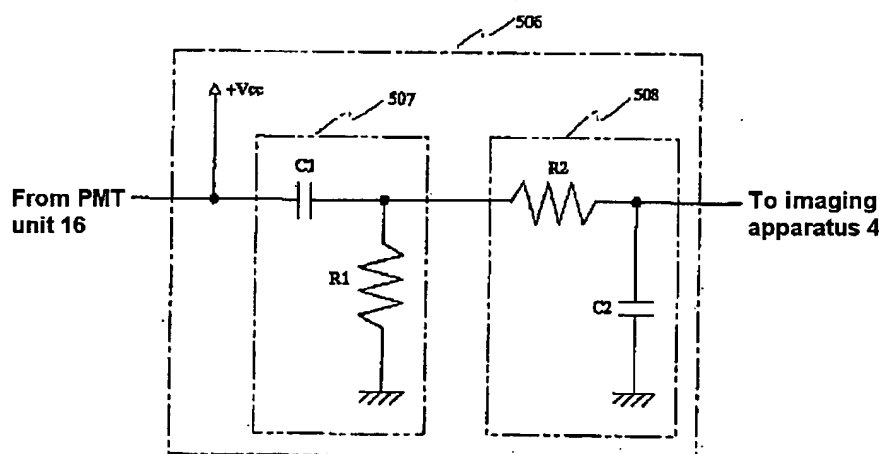 506
+Vcc
507
508
C1
R2
From PMT
unit 16
To imaging
apparatus 4
R1
C2